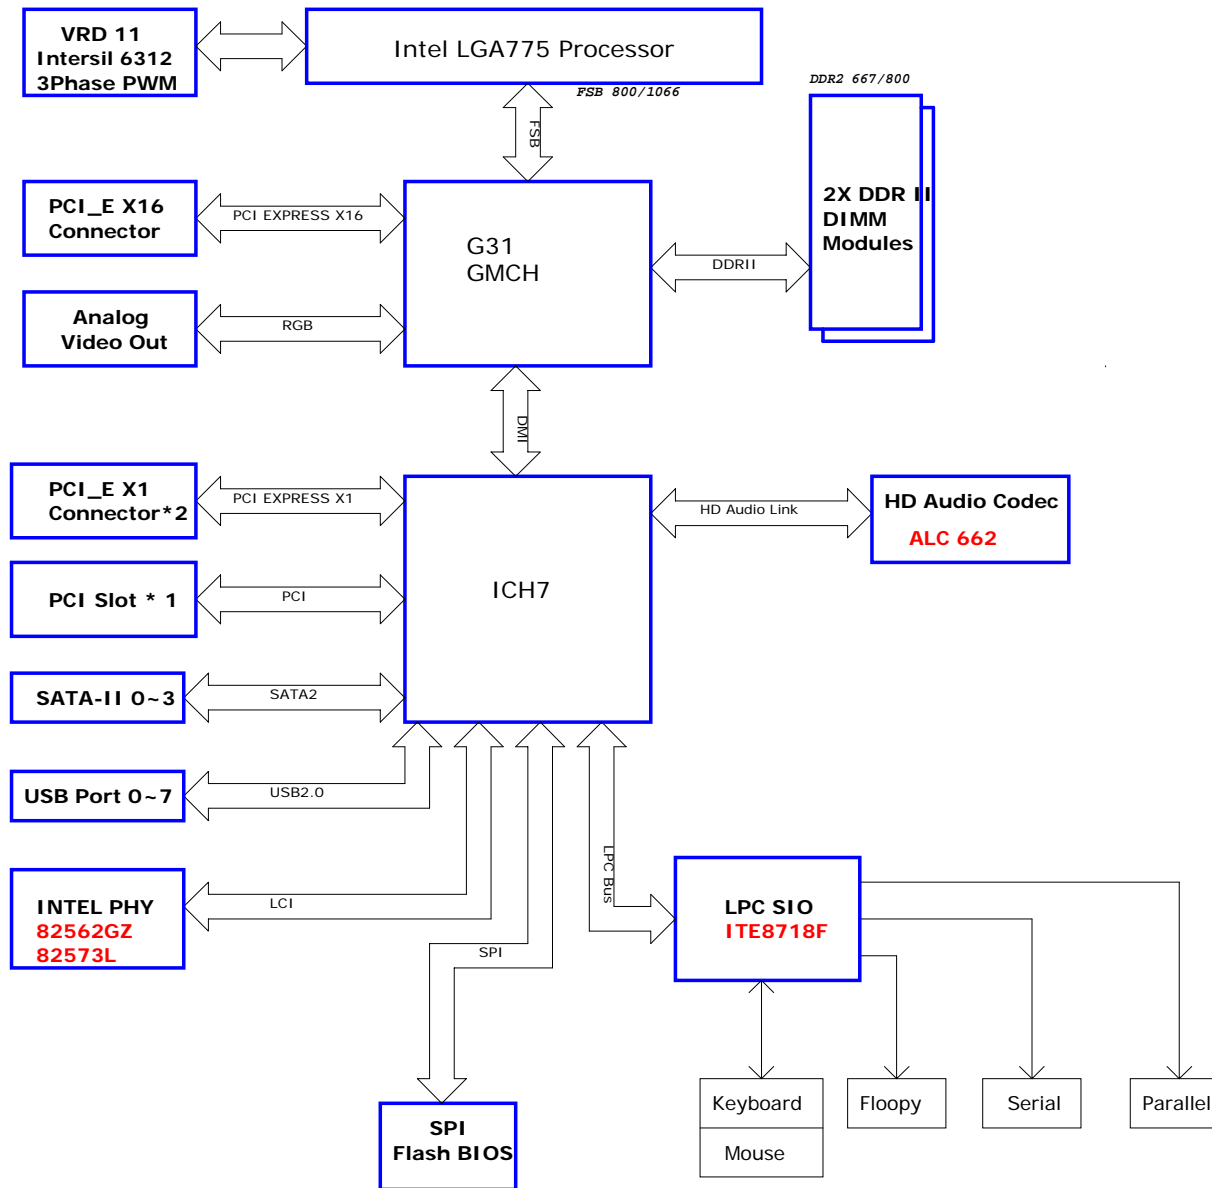 VRD 11
Intersil 6312
3Phase PWM
Intel LGA775 Processor
FSB 800/1066
DDR2 667/800
FSB
PCI_E X16
Connector
PCI EXPRESS X16
G31
GMCH
DDRII
2X DDR II
DIMM
Modules
Analog
Video Out
RGB
DMI
PCI_E X1
Connector*2
PCI EXPRESS X1
HD Audio Link
HD Audio Codec
ALC 662
ICH7
PCI Slot * 1
PCI
SATA-II 0~3
SATA2
USB Port 0~7
USB2.0
INTEL PHY
82562GZ
82573L
LCI
SPI
LPC Bus
LPC SIO
ITE8718F
SPI
Flash BIOS
Keyboard
Mouse
Floopy
Serial
Parallel